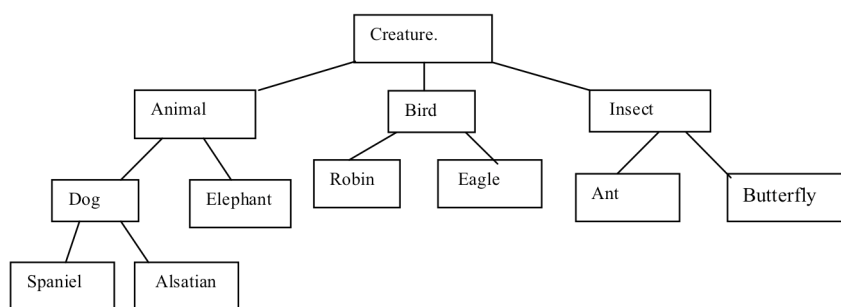 Creature.
Animal
Bird
Insect
Dog
Elephant
Robin
Eagle
Ant
Butterfly
Spaniel
Alsatian